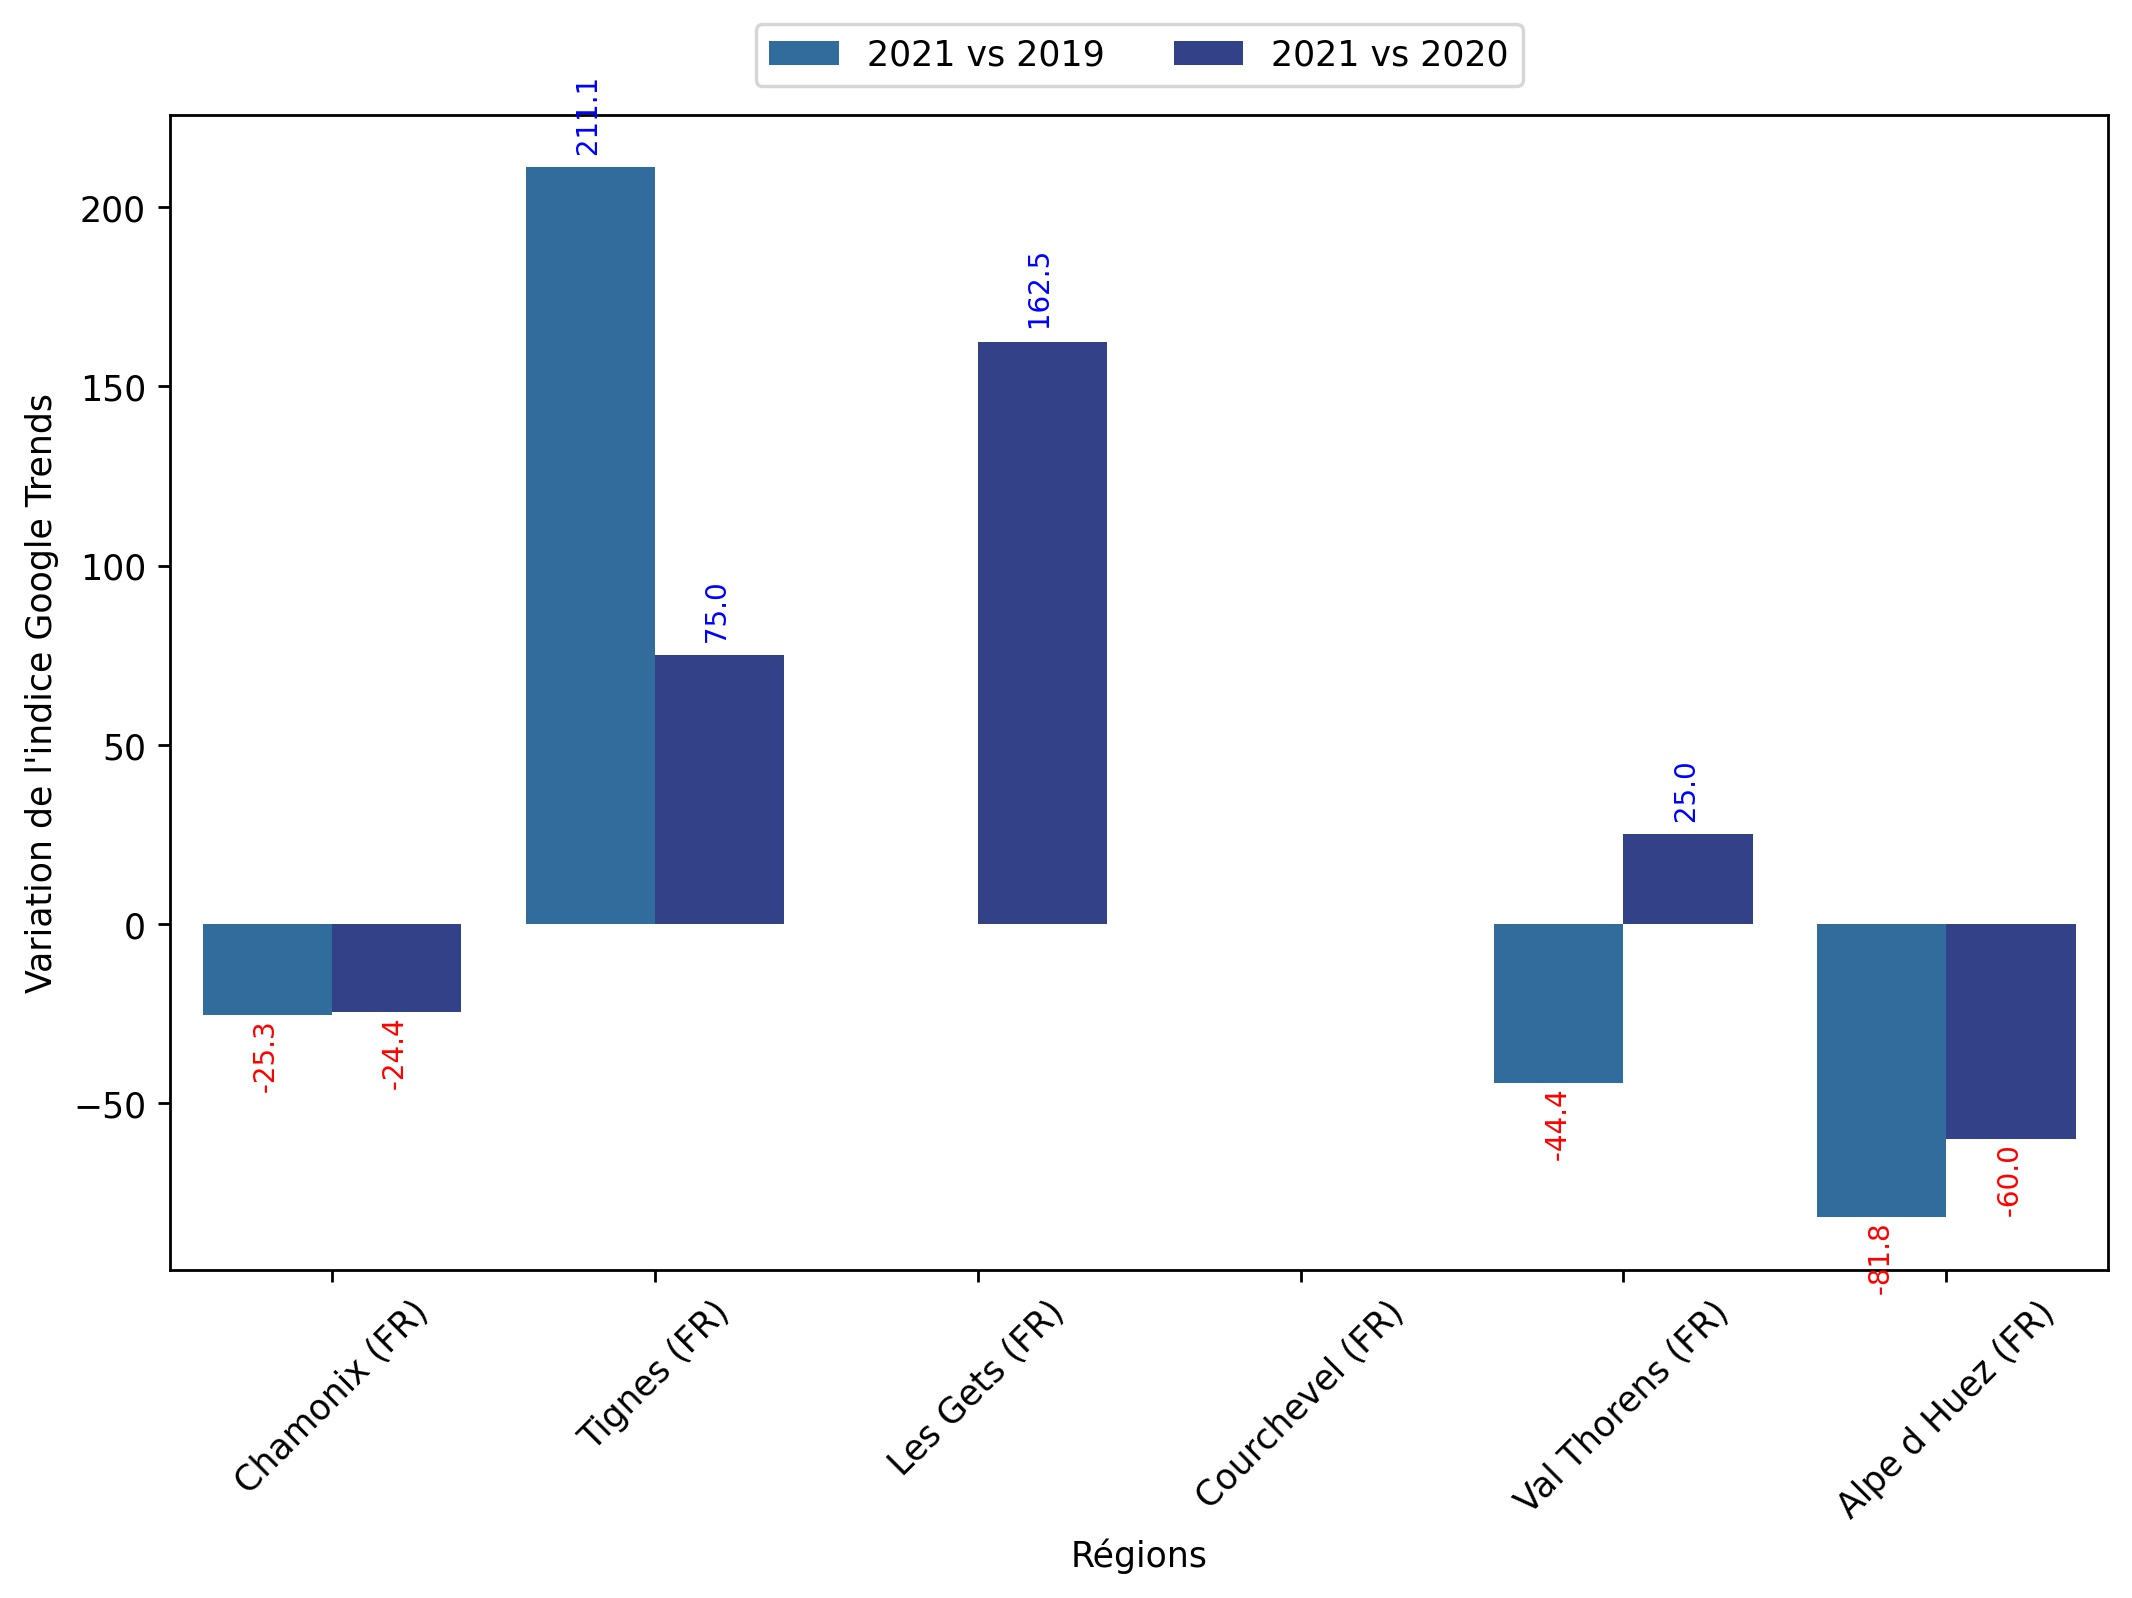 2021 vs 2019
2021 vs 2020
Variation de l'indice Google Trends
200
150
100
50
0
−50
-25.3
-24.4
211.1
75.0
162.5
-44.4
25.0
-81.8
-60.0
Chamonix (FR)
Tignes (FR)
Les Gets (FR)
Courchevel (FR)
Val Thorens (FR)
Alpe d Huez (FR)
Régions